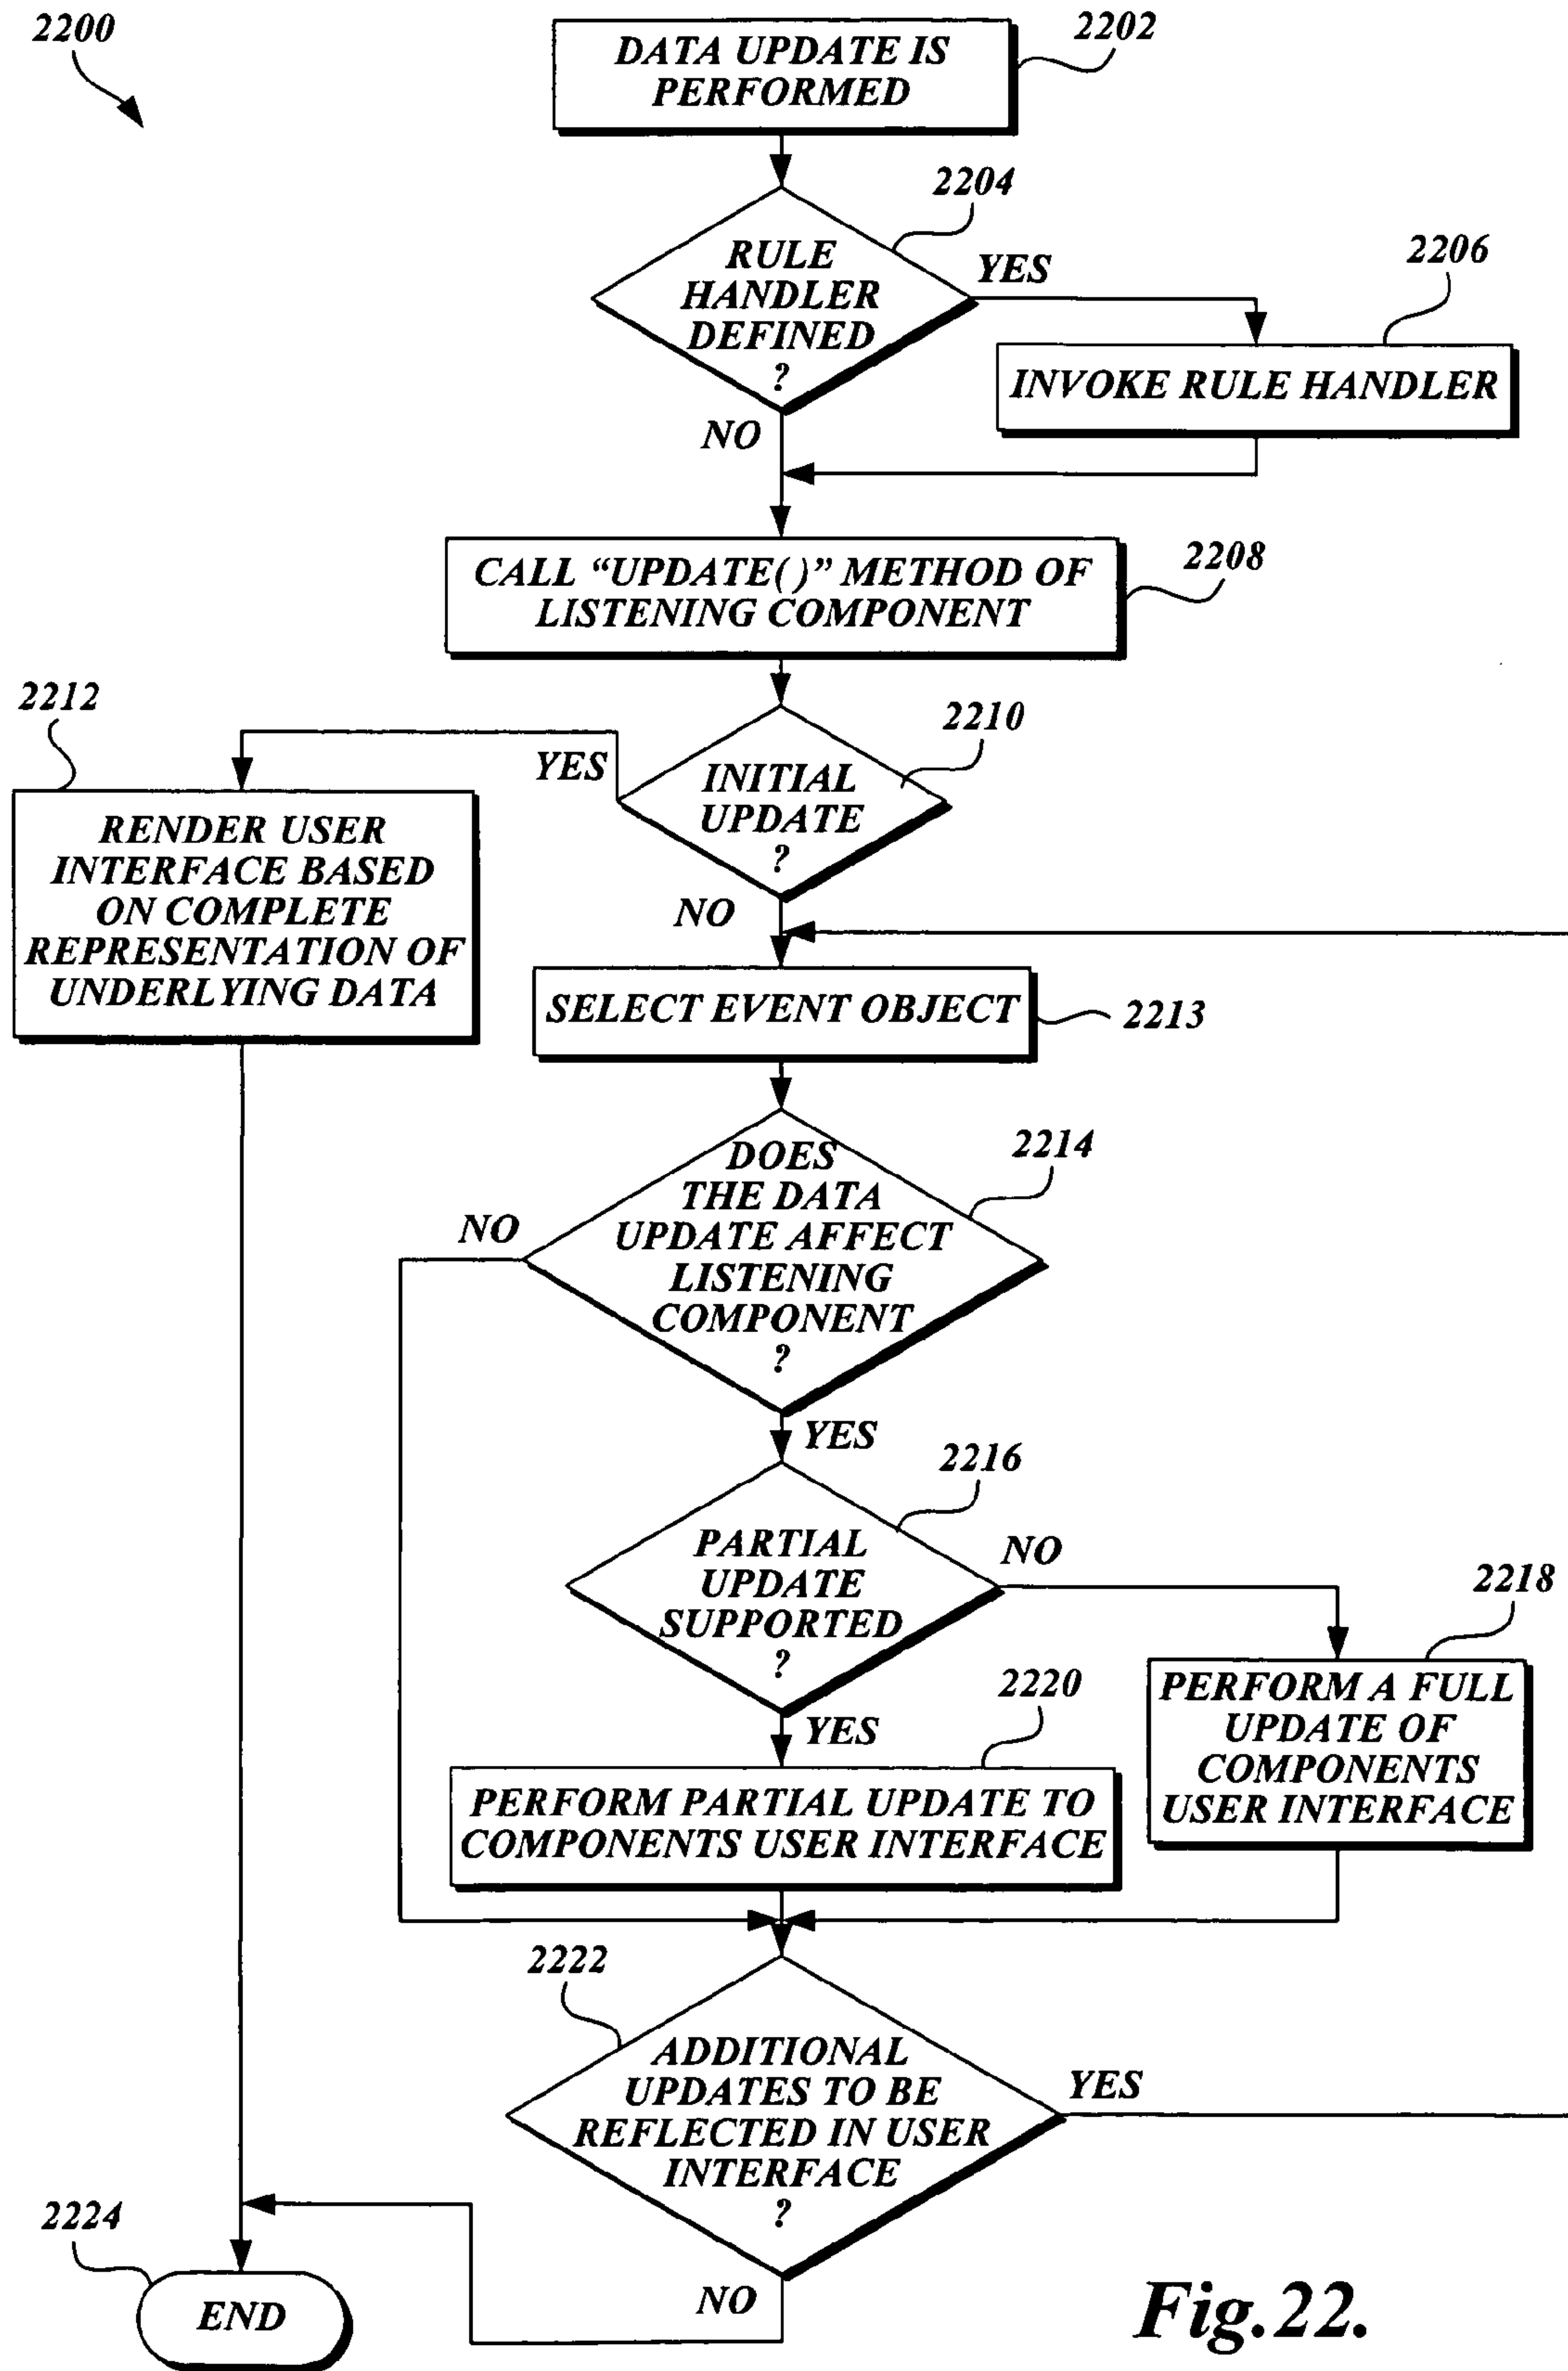 2200
DATA UPDATE IS
PERFORMED
2202
2204
RULE
HANDLER
DEFINED
?
YES
2206
INVOKE RULE HANDLER
NO
CALL “UPDATE( )” METHOD OF
LISTENING COMPONENT
2208
2212
2210
YES
INITIAL
UPDATE
?
RENDER USER
INTERFACE BASED
ON COMPLETE
REPRESENTATION OF
UNDERLYING DATA
NO
SELECT EVENT OBJECT
2213
2214
DOES
THE DATA
UPDATE AFFECT
LISTENING
COMPONENT
?
NO
YES
2216
PARTIAL
UPDATE
SUPPORTED
?
NO
2218
PERFORM A FULL
UPDATE OF
COMPONENTS
USER INTERFACE
YES
2220
PERFORM PARTIAL UPDATE TO
COMPONENTS USER INTERFACE
2222
ADDITIONAL
UPDATES TO BE
REFLECTED IN USER
INTERFACE
?
YES
2224
END
NO
Fig.22.